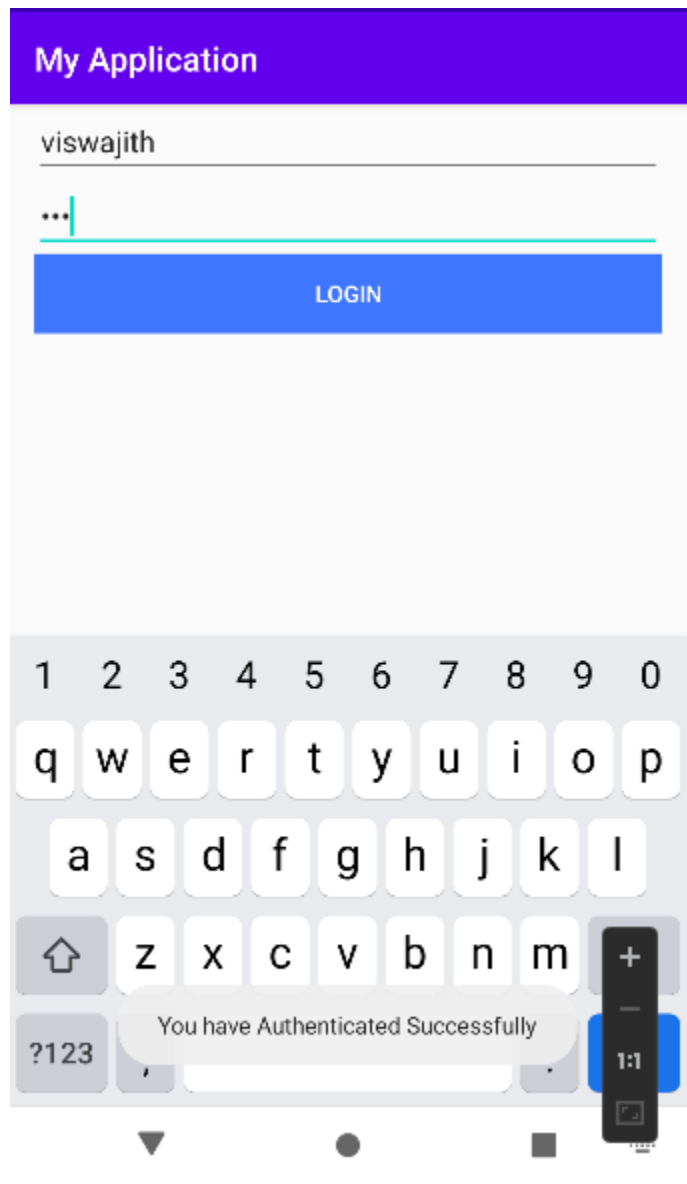 My Application
viswajith
•••
LOGIN
1 2 3 4 5 6 7 8 9 0
q w e r t y u i o p
a s d f g h j k l
z x c v b n m
+
You have Authenticated Successfully
?123 , .
1:1